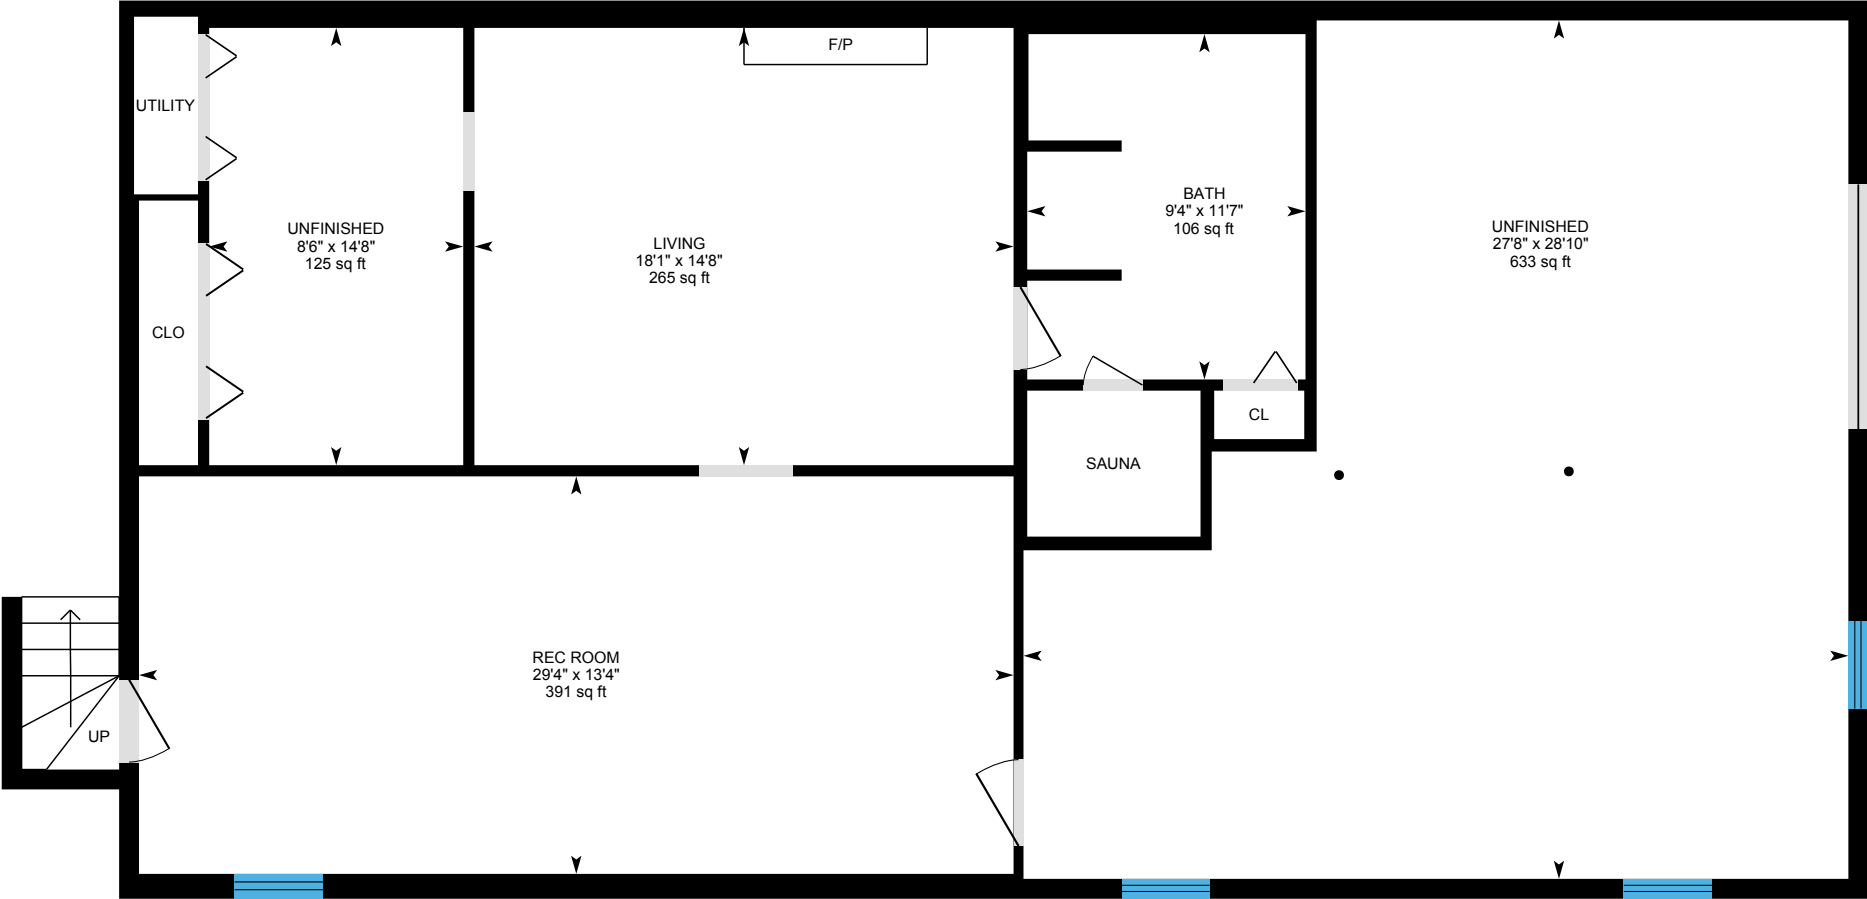 F/P
UTILITY
BATH
9'4" x 11'7"
106 sq ft
UNFINISHED
8'6" x 14'8"
125 sq ft
LIVING
18'1" x 14'8"
265 sq ft
UNFINISHED
27'8" x 28'10"
633 sq ft
CLO
CL
SAUNA
REC ROOM
29'4" x 13'4"
391 sq ft
UP